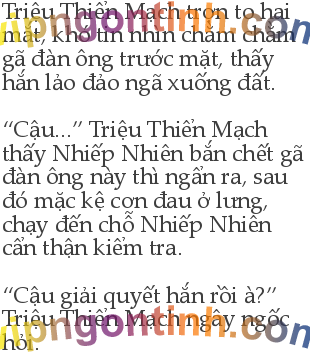 Triệu Thiển Mạch trợn to hai
mắt, khó tin nhìn chằm chằm
gã đàn ông trước mặt, thấy
hắn lảo đảo ngã xuống đất.
“Cậu...” Triệu Thiển Mạch
thấy Nhiếp Nhiên bắn chết gã
đàn ông này thì ngẩn ra, sau
đó mặc kệ cơn đau ở lưng,
chạy đến chỗ Nhiếp Nhiên
cẩn thận kiểm tra.
“Cậu giải quyết hắn rồi à?”
Triệu Thiển Mạch ngây ngốc
hỏi.